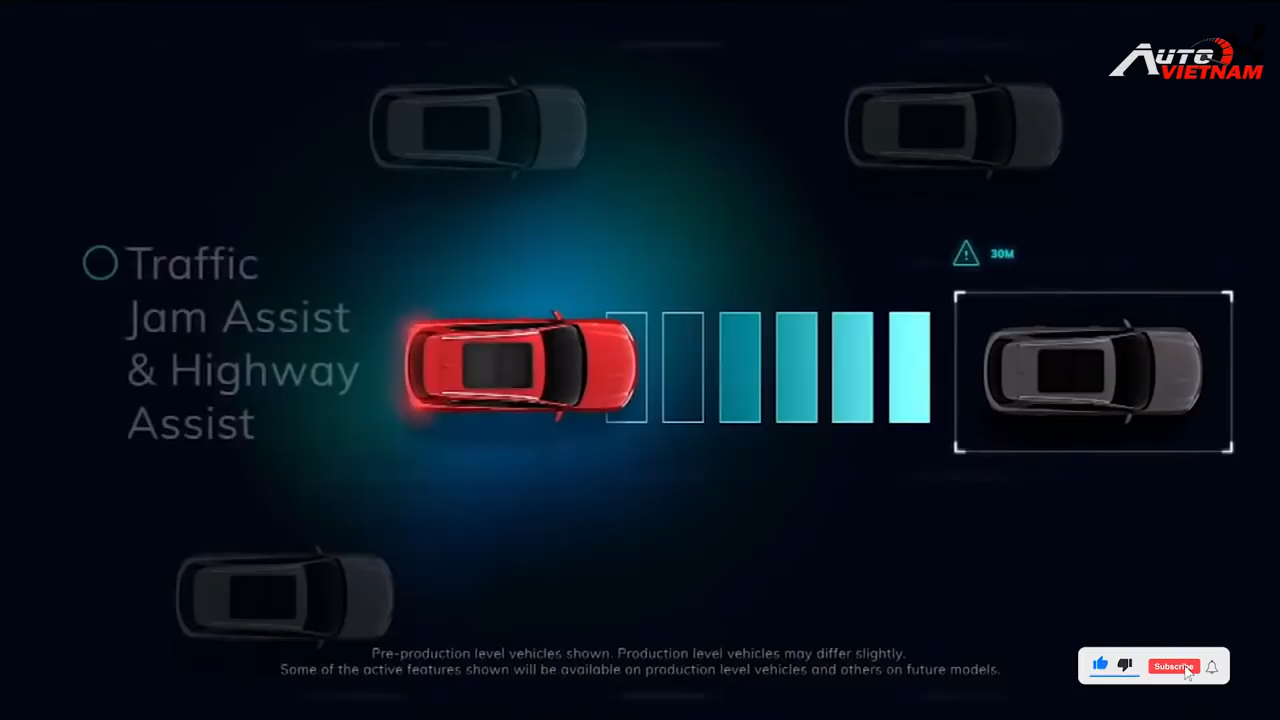 AUTO
VIETNAM
Traffic
Jam Assist
& Highway
Assist
30M
Pre-production level vehicles shown. Production level vehicles may differ slightly.
Some of the active features shown will be available on production level vehicles and others on future models.
Subscribe